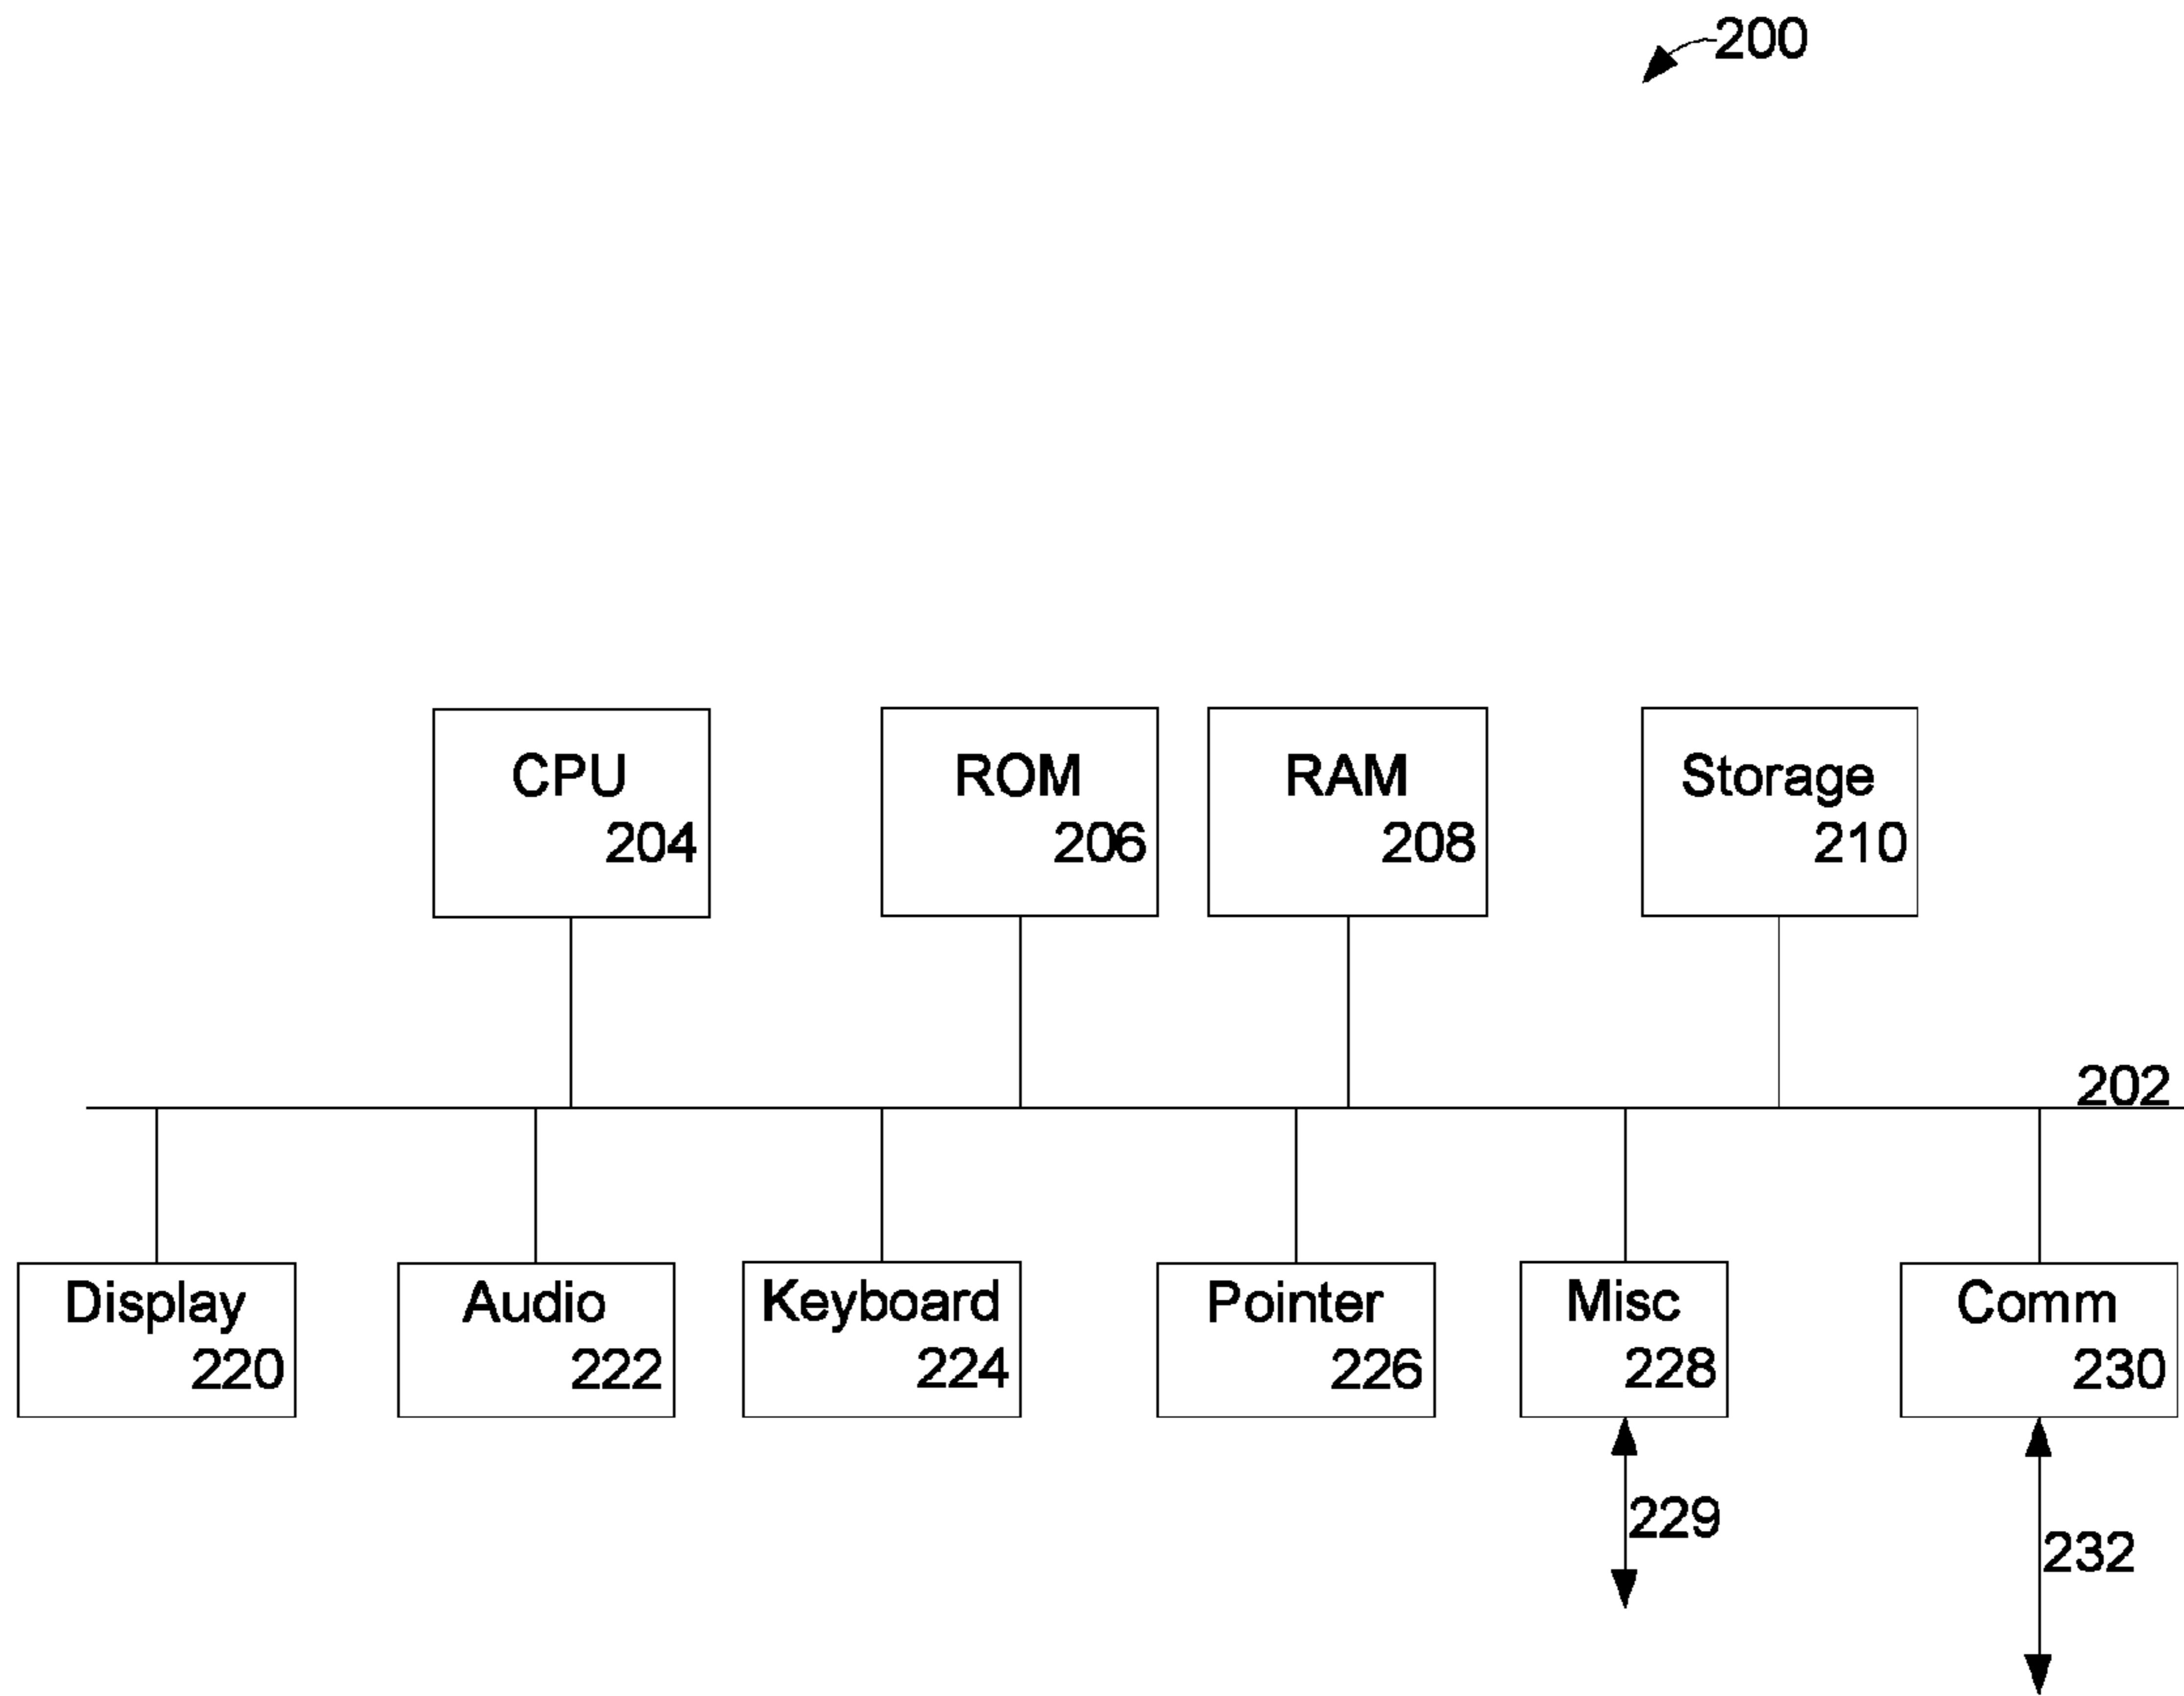 200
CPU
204
ROM
206
RAM
208
Storage
210
202
Display
220
Audio
222
Keyboard
224
Pointer
226
Misc
228
Comm
230
229
232